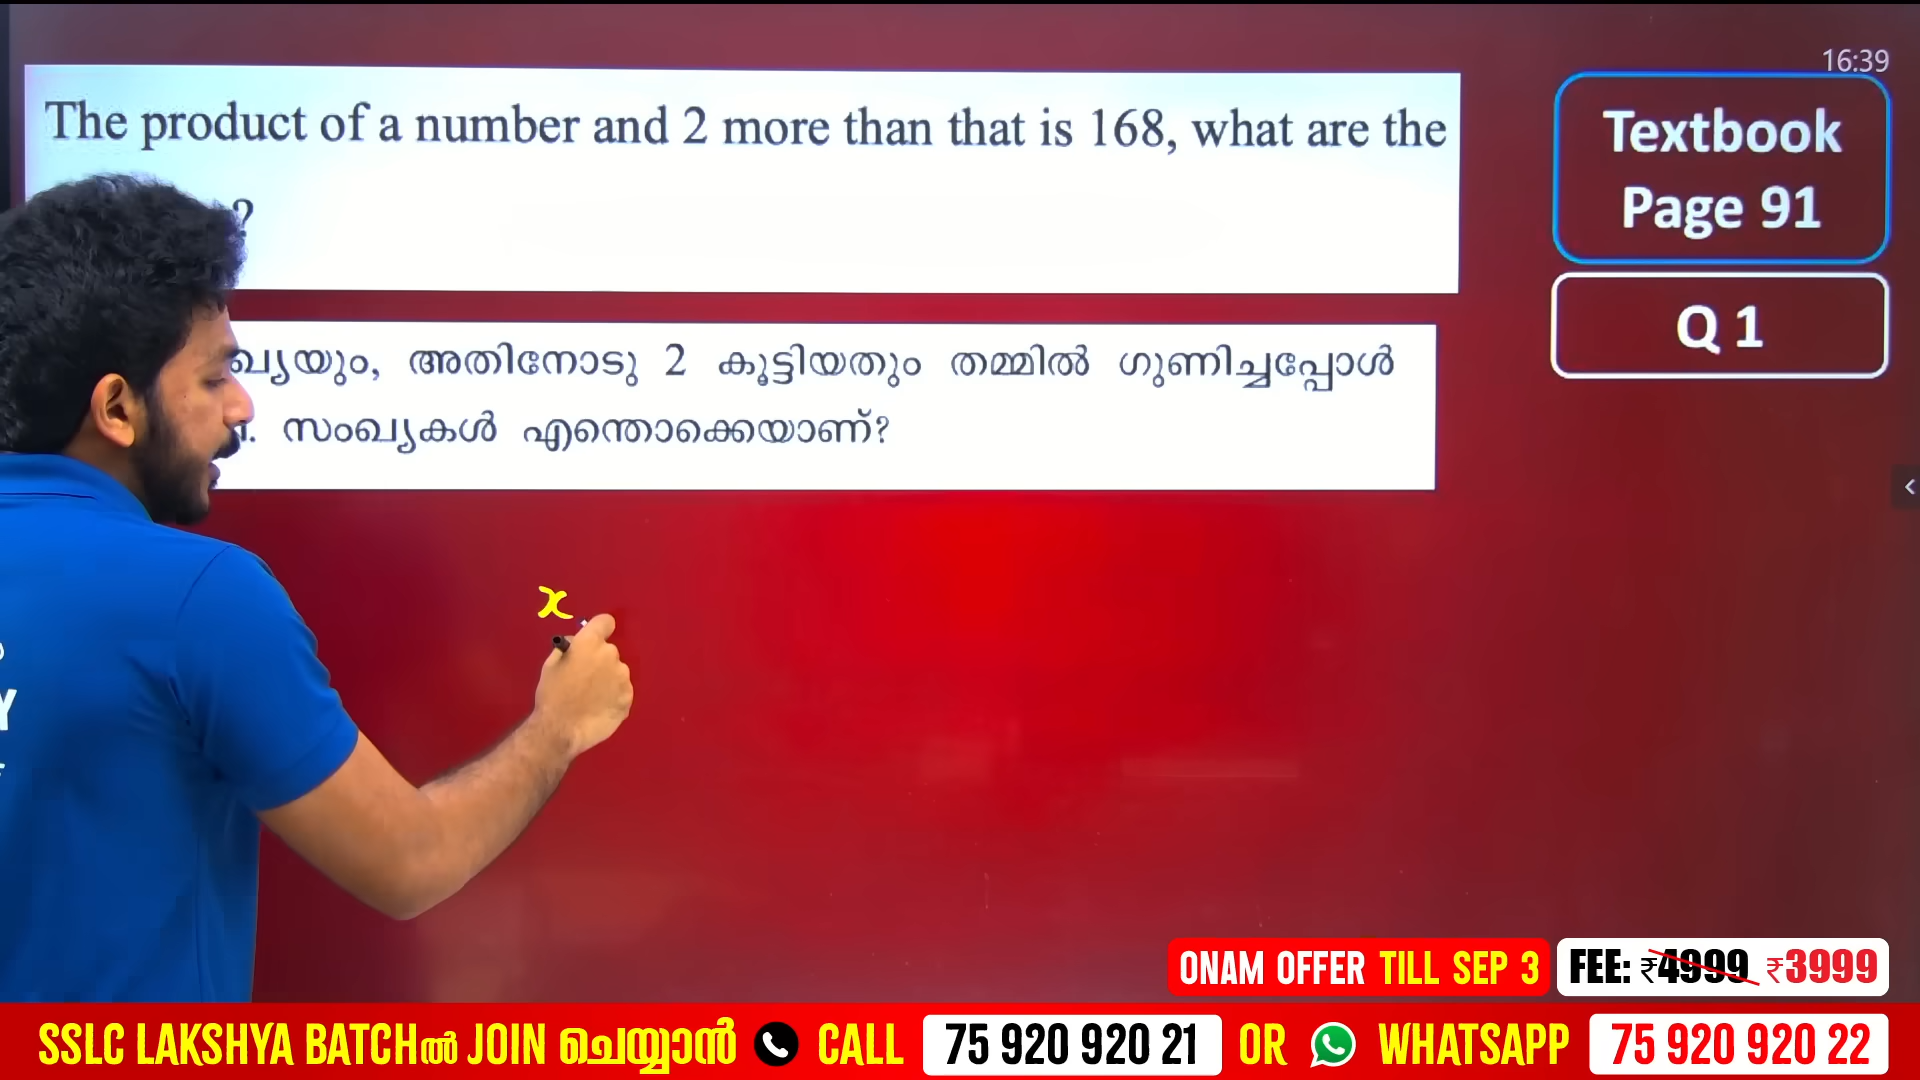 16:39
The product of a number and 2 more than that is 168, what are the
?
Textbook
Page 91
Q 1
അതിനോടു 2 കൂട്ടിയതും തമ്മിൽ ഗുണിച്ചപ്പോൾ
സംഖ്യകൾ എന്തൊക്കെയാണ്?
x
Y
ONAM OFFER TILL SEP 3
FEE: ₹4999 ₹3999
SSLC LAKSHYA BATCHൽ JOIN ചെയ്യാൻ CALL 75 920 920 21 OR WHATSAPP 75 920 920 22